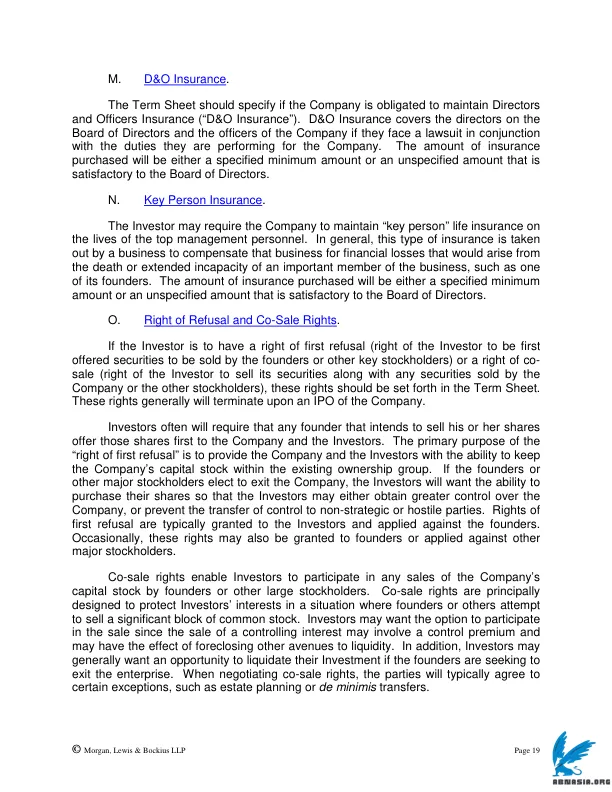 M. D&O Insurance.
The Term Sheet should specify if the Company is obligated to maintain Directors
and Officers Insurance (“D&O Insurance”). D&O Insurance covers the directors on the
Board of Directors and the officers of the Company if they face a lawsuit in conjunction
with the duties they are performing for the Company. The amount of insurance
purchased will be either a specified minimum amount or an unspecified amount that is
satisfactory to the Board of Directors.
N. Key Person Insurance.
The Investor may require the Company to maintain “key person” life insurance on
the lives of the top management personnel. In general, this type of insurance is taken
out by a business to compensate that business for financial losses that would arise from
the death or extended incapacity of an important member of the business, such as one
of its founders. The amount of insurance purchased will be either a specified minimum
amount or an unspecified amount that is satisfactory to the Board of Directors.
O. Right of Refusal and Co-Sale Rights.
If the Investor is to have a right of first refusal (right of the Investor to be first
offered securities to be sold by the founders or other key stockholders) or a right of co-
sale (right of the Investor to sell its securities along with any securities sold by the
Company or the other stockholders), these rights should be set forth in the Term Sheet.
These rights generally will terminate upon an IPO of the Company.
Investors often will require that any founder that intends to sell his or her shares
offer those shares first to the Company and the Investors. The primary purpose of the
“right of first refusal” is to provide the Company and the Investors with the ability to keep
the Company’s capital stock within the existing ownership group. If the founders or
other major stockholders elect to exit the Company, the Investors will want the ability to
purchase their shares so that the Investors may either obtain greater control over the
Company, or prevent the transfer of control to non-strategic or hostile parties. Rights of
first refusal are typically granted to the Investors and applied against the founders.
Occasionally, these rights may also be granted to founders or applied against other
major stockholders.
Co-sale rights enable Investors to participate in any sales of the Company’s
capital stock by founders or other large stockholders. Co-sale rights are principally
designed to protect Investors’ interests in a situation where founders or others attempt
to sell a significant block of common stock. Investors may want the option to participate
in the sale since the sale of a controlling interest may involve a control premium and
may have the effect of foreclosing other avenues to liquidity. In addition, Investors may
generally want an opportunity to liquidate their Investment if the founders are seeking to
exit the enterprise. When negotiating co-sale rights, the parties will typically agree to
certain exceptions, such as estate planning or de minimis transfers.
© Morgan, Lewis & Bockius LLP Page 19
ABNASIA.ORG